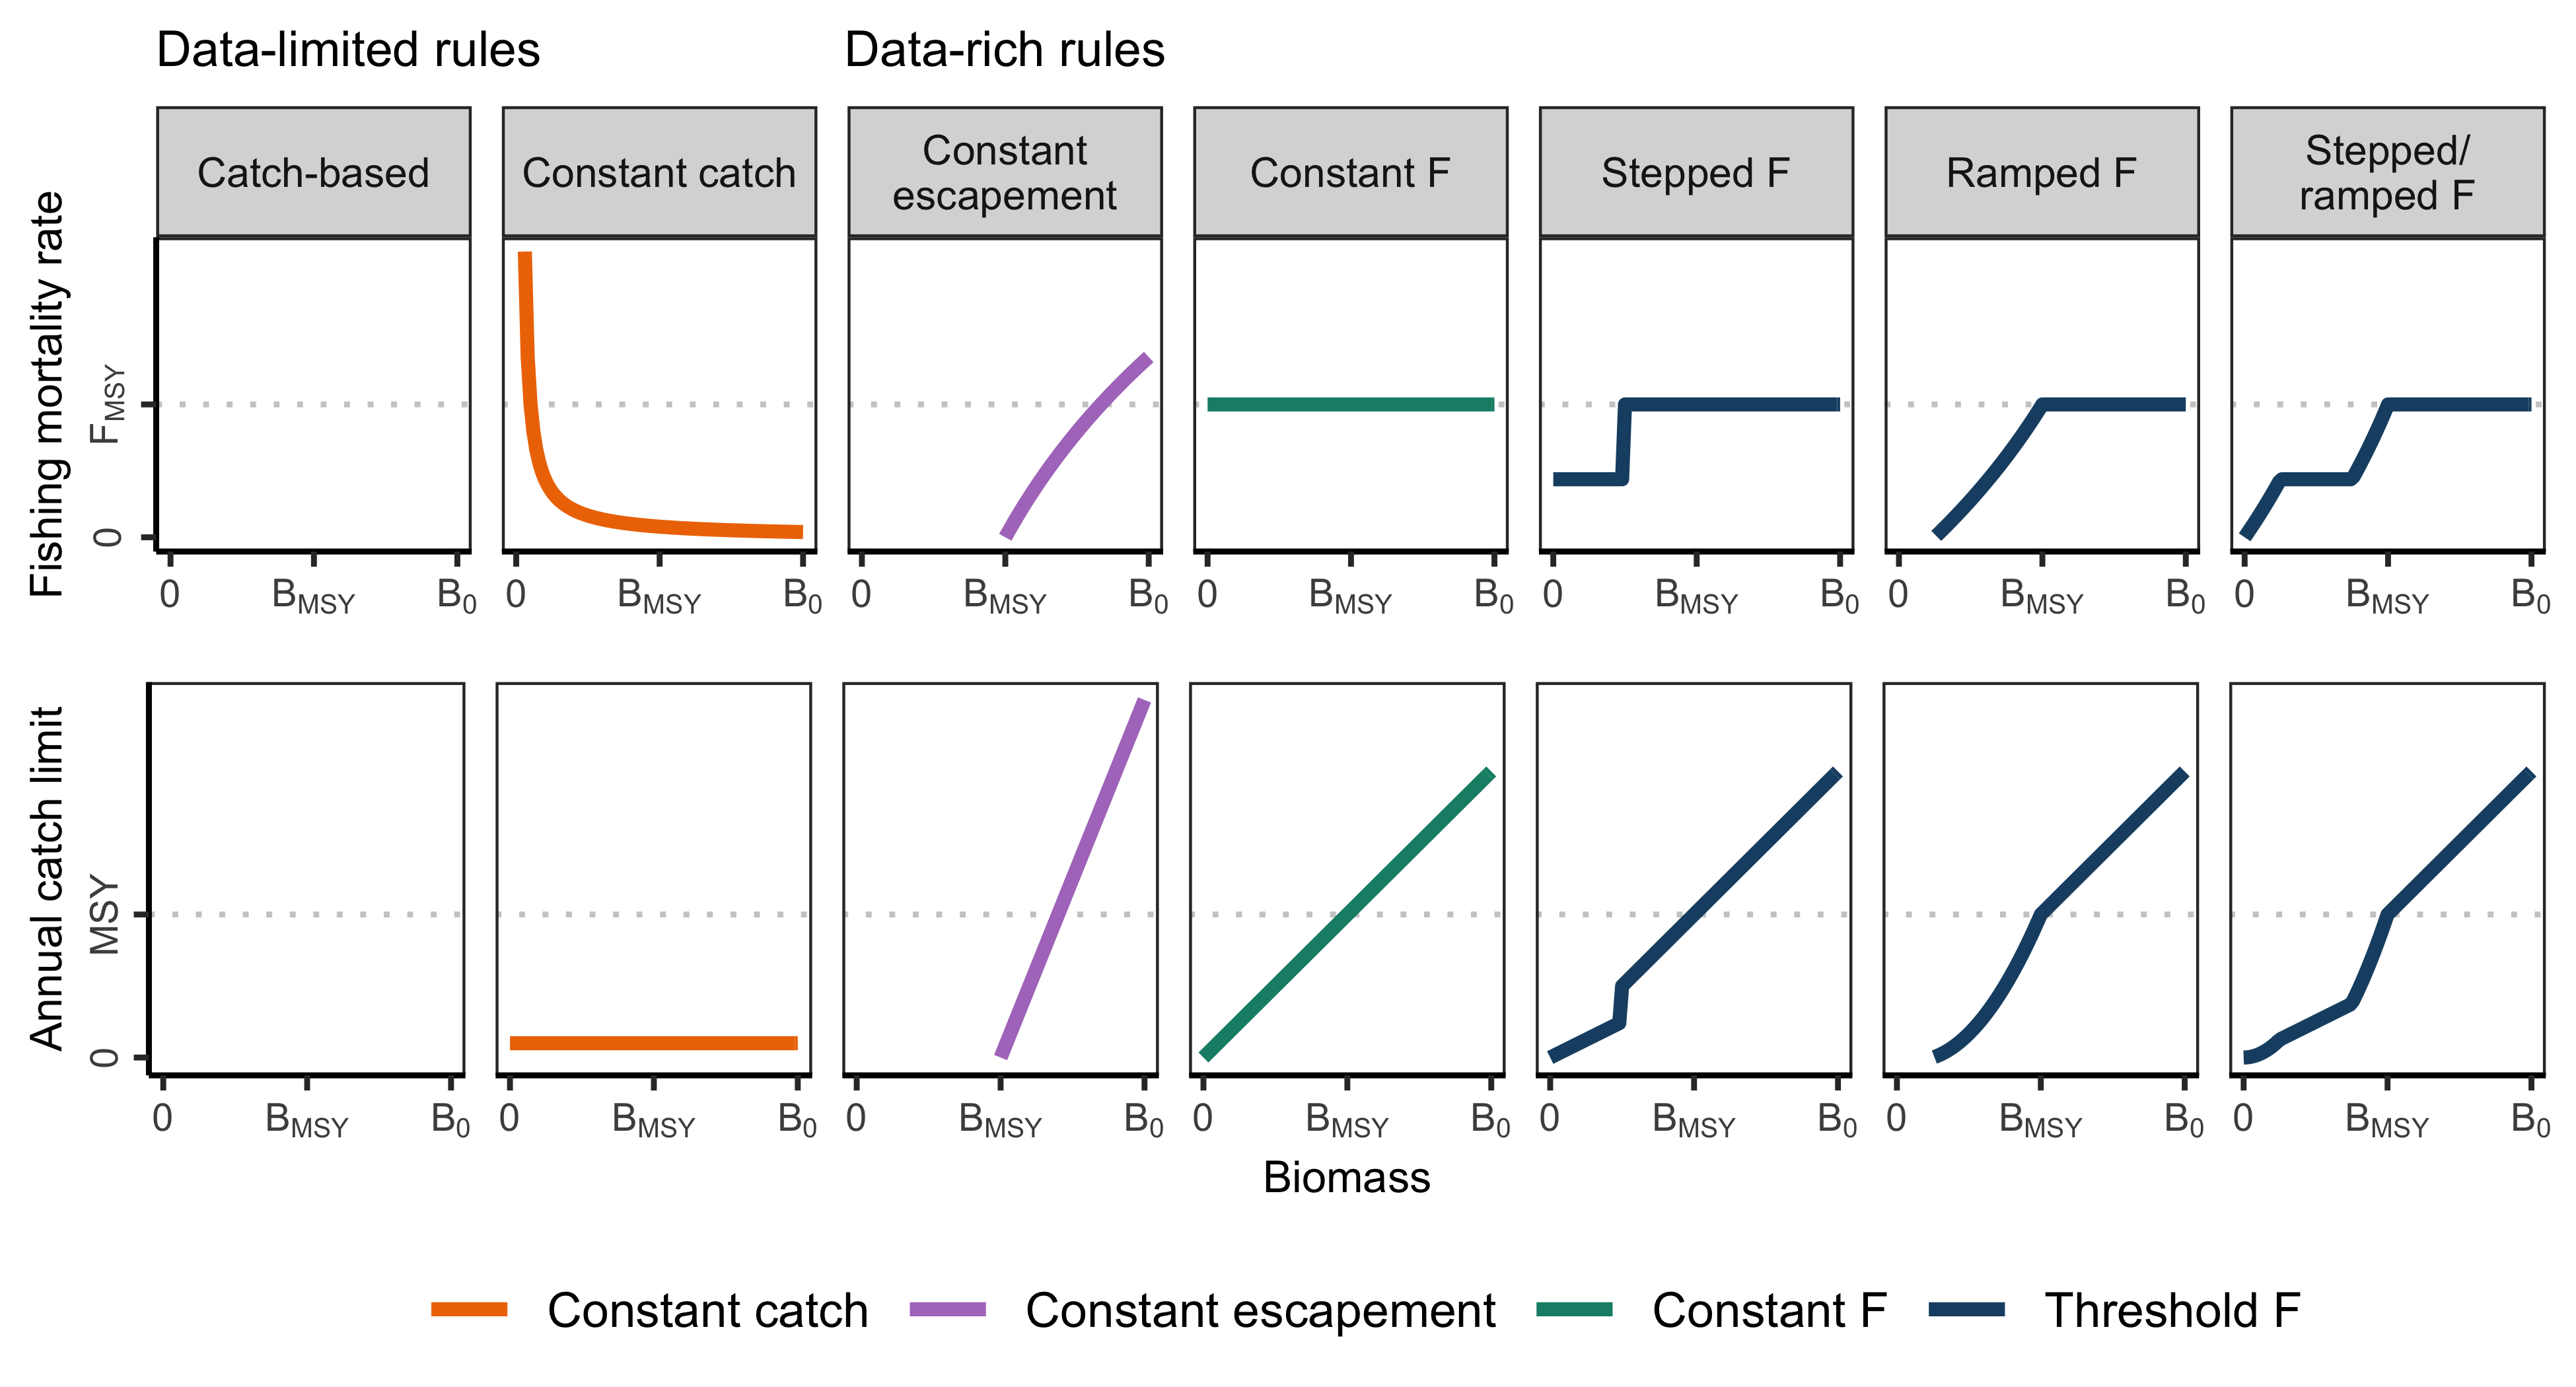 Data-limited rules
Data-rich rules
Catch-based
Constant catch
Constant
escapement
Constant F
Stepped F
Ramped F
Stepped/
ramped F
Fishing mortality rate
FMSY
0
0 BMSY B0
0 BMSY B0
0 BMSY B0
0 BMSY B0
0 BMSY B0
0 BMSY B0
0 BMSY B0
Annual catch limit
MSY
0
0 BMSY B0
0 BMSY B0
0 BMSY B0
0 BMSY B0
0 BMSY B0
0 BMSY B0
0 BMSY B0
Biomass
Constant catch
Constant escapement
Constant F
Threshold F